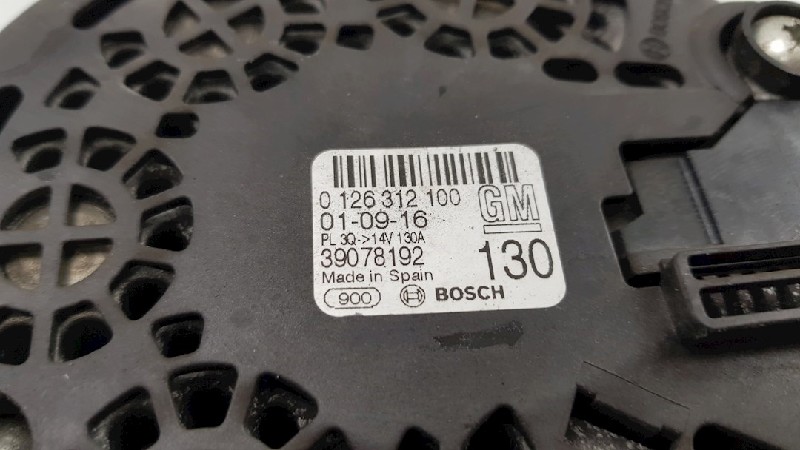 0 126 312 100
GM
01-09-16
PL 3Q->14V 130A
39078192
130
Made in Spain
900
BOSCH